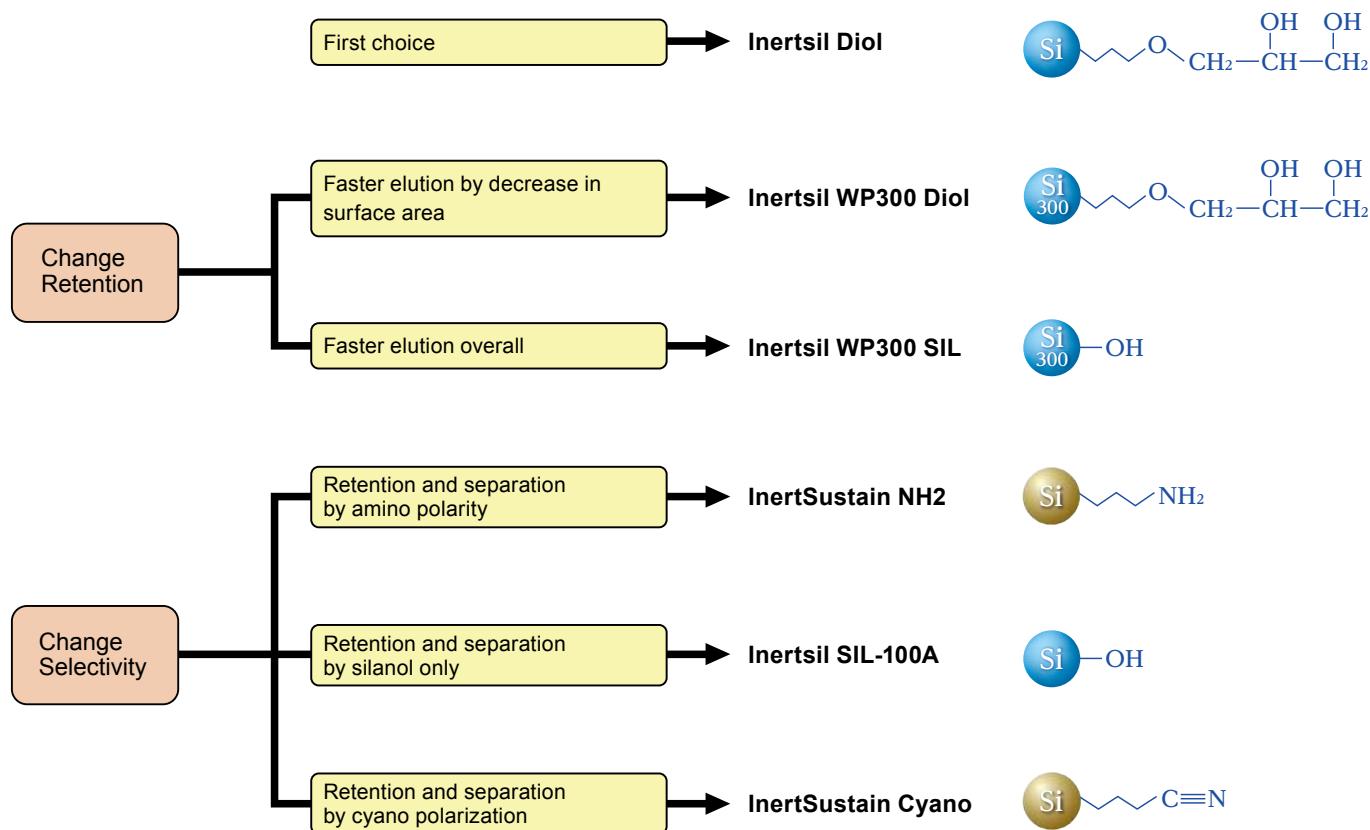 First choice
Inertsil Diol
Si
O
CH₂
CH
CH₂
OH
OH
Change
Retention
Faster elution by decrease in
surface area
Inertsil WP300 Diol
Si
300
O
CH₂
CH
CH₂
OH
OH
Faster elution overall
Inertsil WP300 SIL
Si
300
OH
Change
Selectivity
Retention and separation
by amino polarity
InertSustain NH2
Si
NH₂
Retention and separation
by silanol only
Inertsil SIL-100A
Si
OH
Retention and separation
by cyano polarization
InertSustain Cyano
Si
C≡N